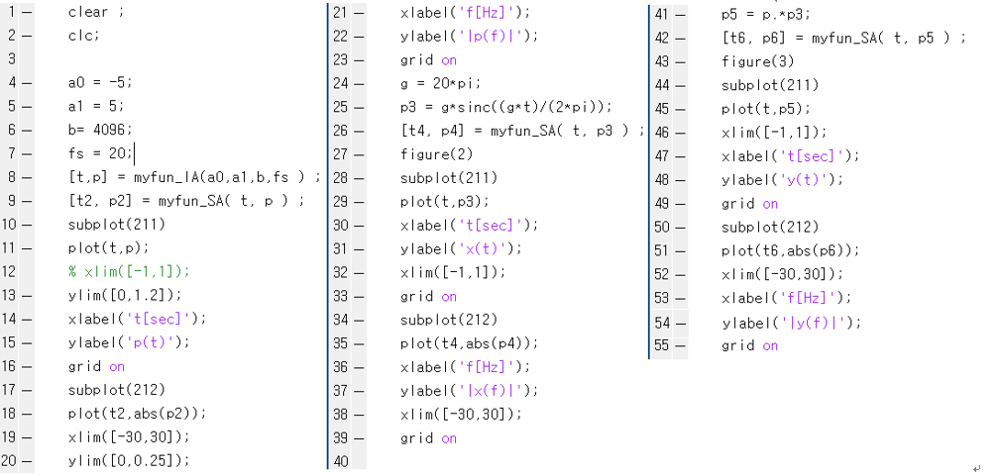 1 — clear ;
2 — clc;
3
4 — a0 = -5;
5 — a1 = 5;
6 — b= 4096;
7 — fs = 20;
8 — [t,p] = myfun_IA(a0,a1,b,fs ) ;
9 — [t2, p2] = myfun_SA( t, p ) ;
10 — subplot(211)
11 — plot(t,p);
12 % xlim([-1,1]);
13 — ylim([0,1.2]);
14 — xlabel('t[sec]');
15 — ylabel('p(t)');
16 — grid on
17 — subplot(212)
18 — plot(t2,abs(p2));
19 — xlim([-30,30]);
20 — ylim([0,0.25]);
21 — xlabel('f[Hz]');
22 — ylabel('|p(f)|');
23 — grid on
24 — g = 20*pi;
25 — p3 = g*sinc((g*t)/(2*pi));
26 — [t4, p4] = myfun_SA( t, p3 ) ;
27 — figure(2)
28 — subplot(211)
29 — plot(t,p3);
30 — xlabel('t[sec]');
31 — ylabel('x(t)');
32 — xlim([-1,1]);
33 — grid on
34 — subplot(212)
35 — plot(t4,abs(p4));
36 — xlabel('f[Hz]');
37 — ylabel('|x(f)|');
38 — xlim([-30,30]);
39 — grid on
40
41 — p5 = p.*p3;
42 — [t6, p6] = myfun_SA( t, p5 ) ;
43 — figure(3)
44 — subplot(211)
45 — plot(t,p5);
46 — xlim([-1,1]);
47 — xlabel('t[sec]');
48 — ylabel('y(t)');
49 — grid on
50 — subplot(212)
51 — plot(t6,abs(p6));
52 — xlim([-30,30]);
53 — xlabel('f[Hz]');
54 — ylabel('|y(f)|');
55 — grid on